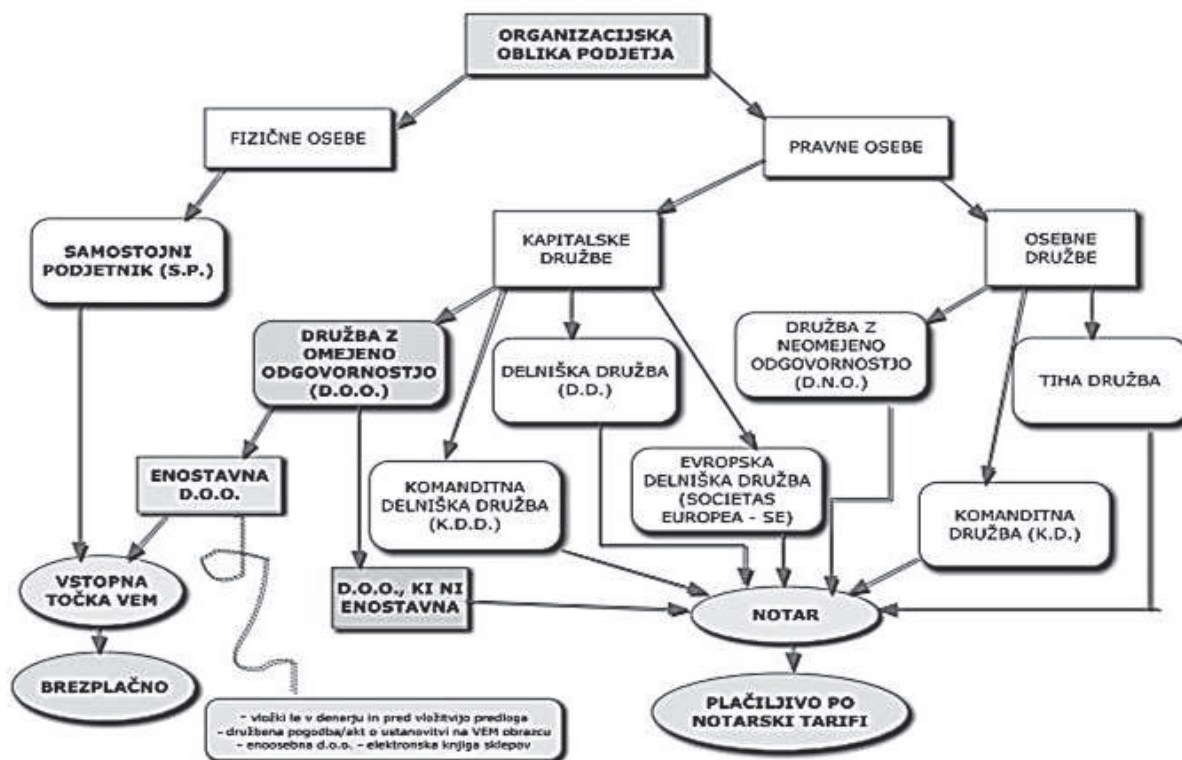 ORGANIZACIJSKA
OBLIKA PODJETJA
FIZIČNE OSEBE
PRAVNE OSEBE
SAMOSTOJNI
PODJETNIK (S.P.)
KAPITALSKE
DRUŽBE
OSEBNE
DRUŽBE
DRUŽBA Z
OMEJENO
ODGOVORNOSTJO
(D.O.O.)
DELNIŠKA DRUŽBA
(D.D.)
DRUŽBA Z
NEOMEJENO
ODGOVORNOSTJO
(D.N.O.)
TIHA DRUŽBA
ENOSTAVNA
D.O.O.
KOMANDITNA
DELNIŠKA DRUŽBA
(K.D.D.)
EVROPSKA
DELNIŠKA DRUŽBA
(SOCIETAS
EUROPEA - SE)
KOMANDITNA
DRUŽBA (K.D.)
VSTOPNA
TOČKA VEM
D.O.O., KI NI
ENOSTAVNA
NOTAR
BREZPLAČNO
PLAČILJIVO PO
NOTARSKI TARIFI
- vložki le v denarju in pred vložitvijo predloga
- družbena pogodba/akt o ustanovitvi na VEM obrazcu
- enoosebna d.o.o. - elektronska knjiga sklepov